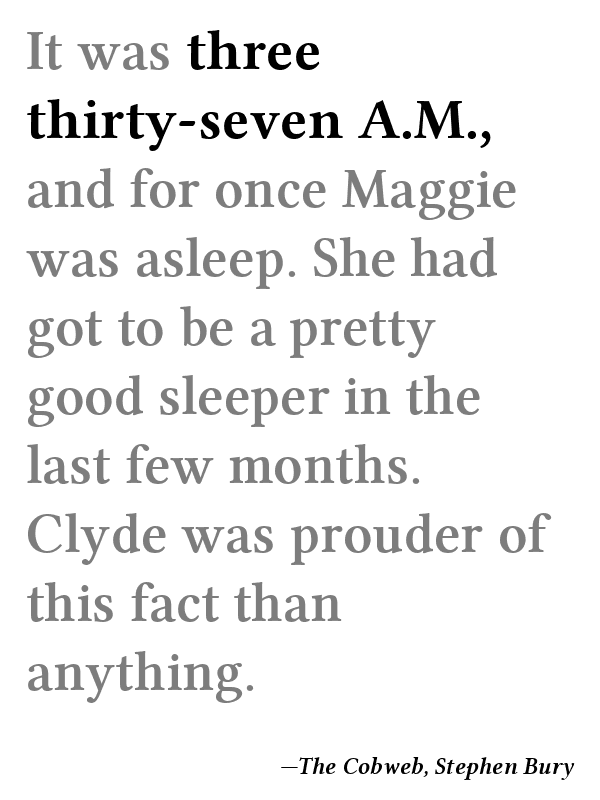 It was three
thirty-seven A.M.,
and for once Maggie
was asleep. She had
got to be a pretty
good sleeper in the
last few months.
Clyde was prouder of
this fact than
anything.
—The Cobweb, Stephen Bury